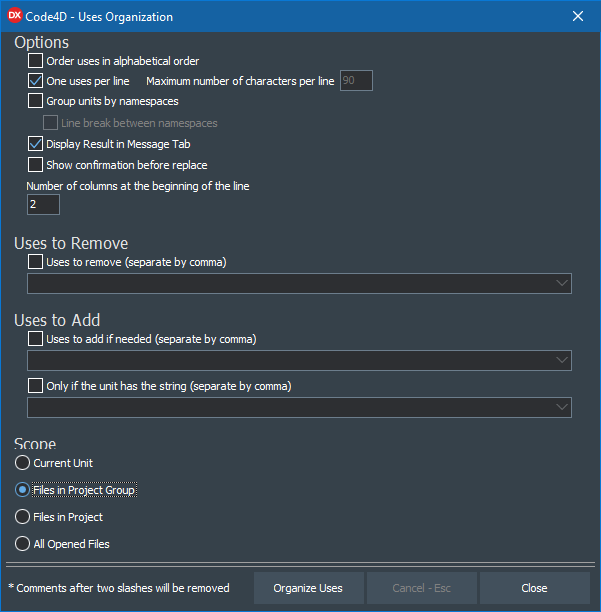 DX Code4D - Uses Organization
Options
Order uses in alphabetical order
One uses per line Maximum number of characters per line 90
Group units by namespaces
Line break between namespaces
Display Result in Message Tab
Show confirmation before replace
Number of columns at the beginning of the line
2
Uses to Remove
Uses to remove (separate by comma)
Uses to Add
Uses to add if needed (separate by comma)
Only if the unit has the string (separate by comma)
Scope
Current Unit
Files in Project Group
Files in Project
All Opened Files
* Comments after two slashes will be removed Organize Uses Cancel - Esc Close